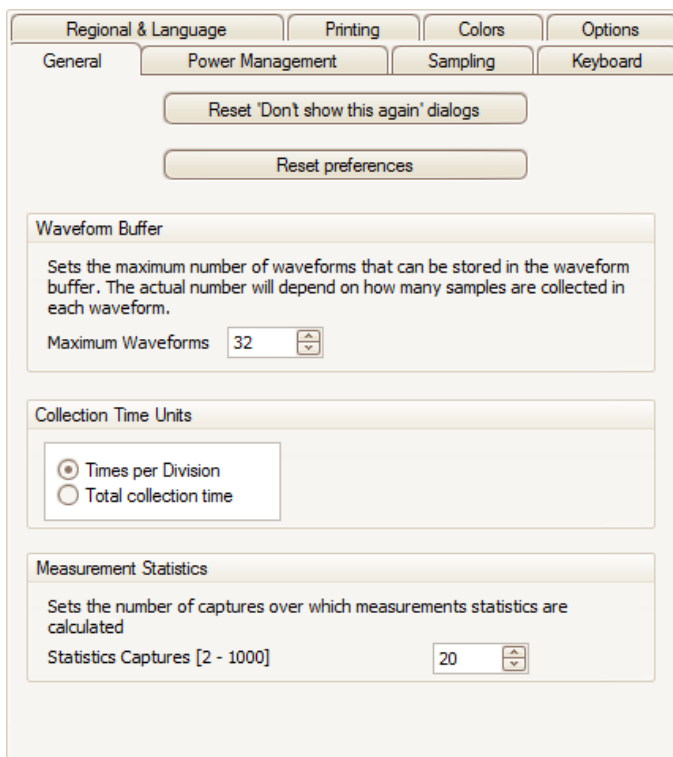 Regional & Language Printing Colors Options
General Power Management Sampling Keyboard
Reset 'Don't show this again' dialogs
Reset preferences
Waveform Buffer
Sets the maximum number of waveforms that can be stored in the waveform
buffer. The actual number will depend on how many samples are collected in
each waveform.
Maximum Waveforms 32
Collection Time Units
Times per Division
Total collection time
Measurement Statistics
Sets the number of captures over which measurements statistics are
calculated
Statistics Captures [2 - 1000] 20